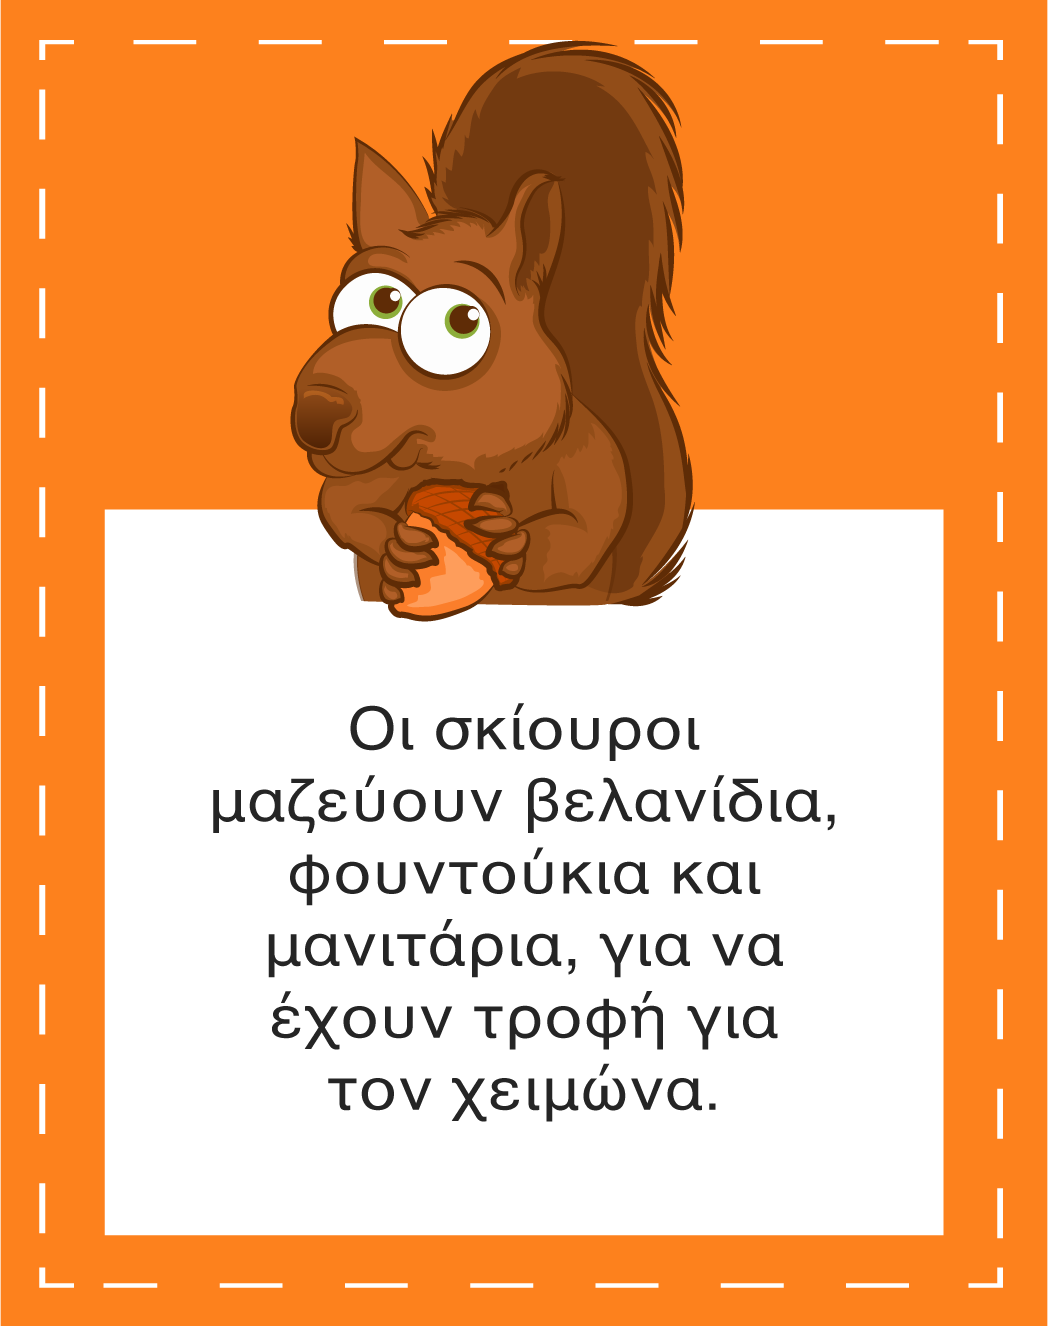 Οι σκίουροι
μαζεύουν βελανίδια,
φουντούκια και
μανιτάρια, για να
έχουν τροφή για
τον χειμώνα.